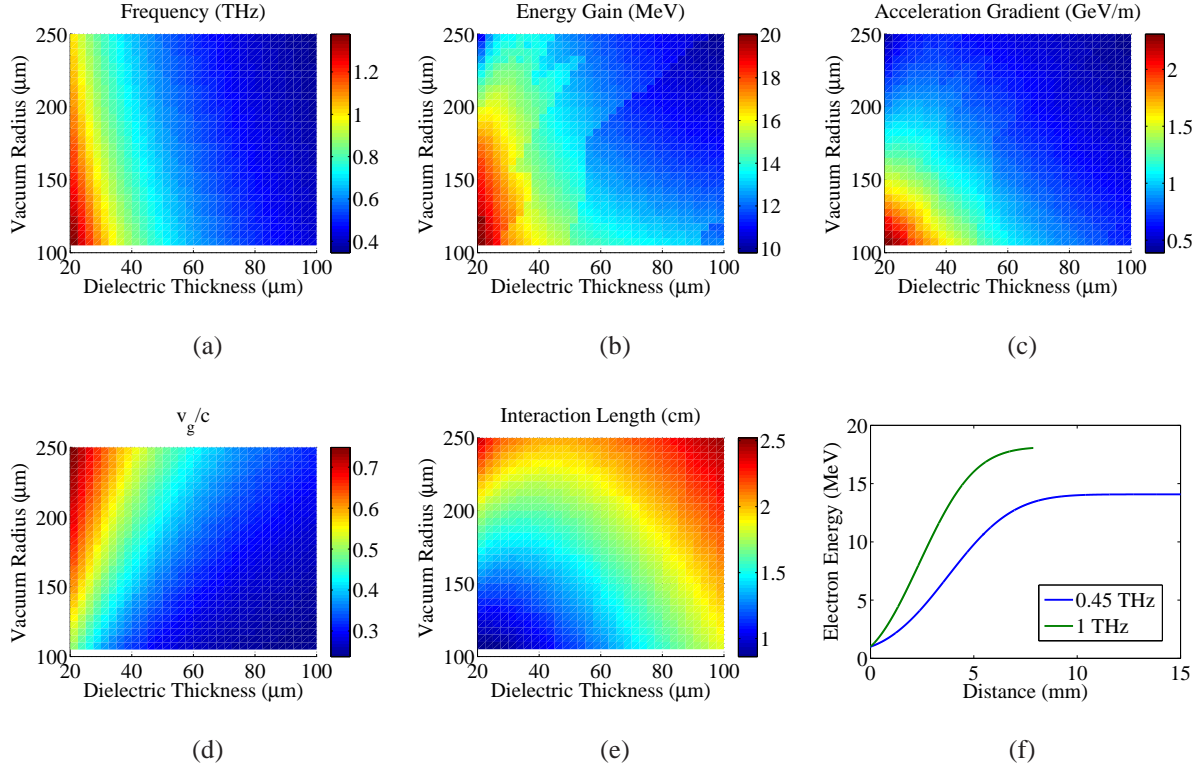 Frequency (THz)
250
200
150
100
Vacuum Radius (μm)
20 40 60 80 100
Dielectric Thickness (μm)
1.2
1
0.8
0.6
0.4
(a)
Energy Gain (MeV)
250
200
150
100
Vacuum Radius (μm)
20 40 60 80 100
Dielectric Thickness (μm)
20
18
16
14
12
10
(b)
Acceleration Gradient (GeV/m)
250
200
150
100
Vacuum Radius (μm)
20 40 60 80 100
Dielectric Thickness (μm)
2
1.5
1
0.5
(c)
v_g/c
250
200
150
100
Vacuum Radius (μm)
20 40 60 80 100
Dielectric Thickness (μm)
0.7
0.6
0.5
0.4
0.3
(d)
Interaction Length (cm)
250
200
150
100
Vacuum Radius (μm)
20 40 60 80 100
Dielectric Thickness (μm)
2.5
2
1.5
1
(e)
20
15
10
5
0
Electron Energy (MeV)
0 5 10 15
Distance (mm)
0.45 THz
1 THz
(f)